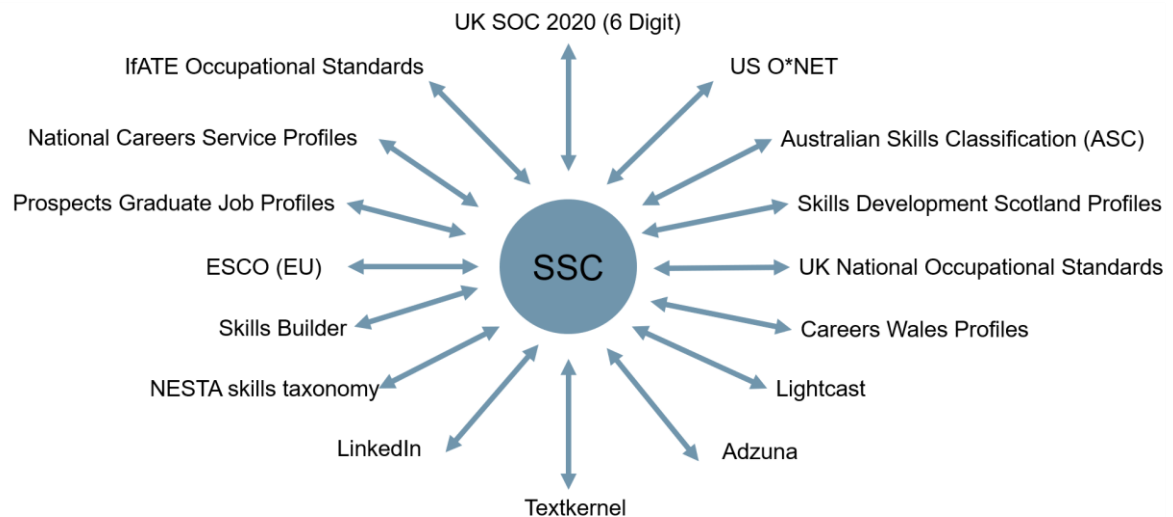 UK SOC 2020 (6 Digit)
IfATE Occupational Standards
US O*NET
National Careers Service Profiles
Australian Skills Classification (ASC)
Prospects Graduate Job Profiles
Skills Development Scotland Profiles
SSC
ESCO (EU)
UK National Occupational Standards
Skills Builder
Careers Wales Profiles
NESTA skills taxonomy
Lightcast
LinkedIn
Adzuna
Textkernel